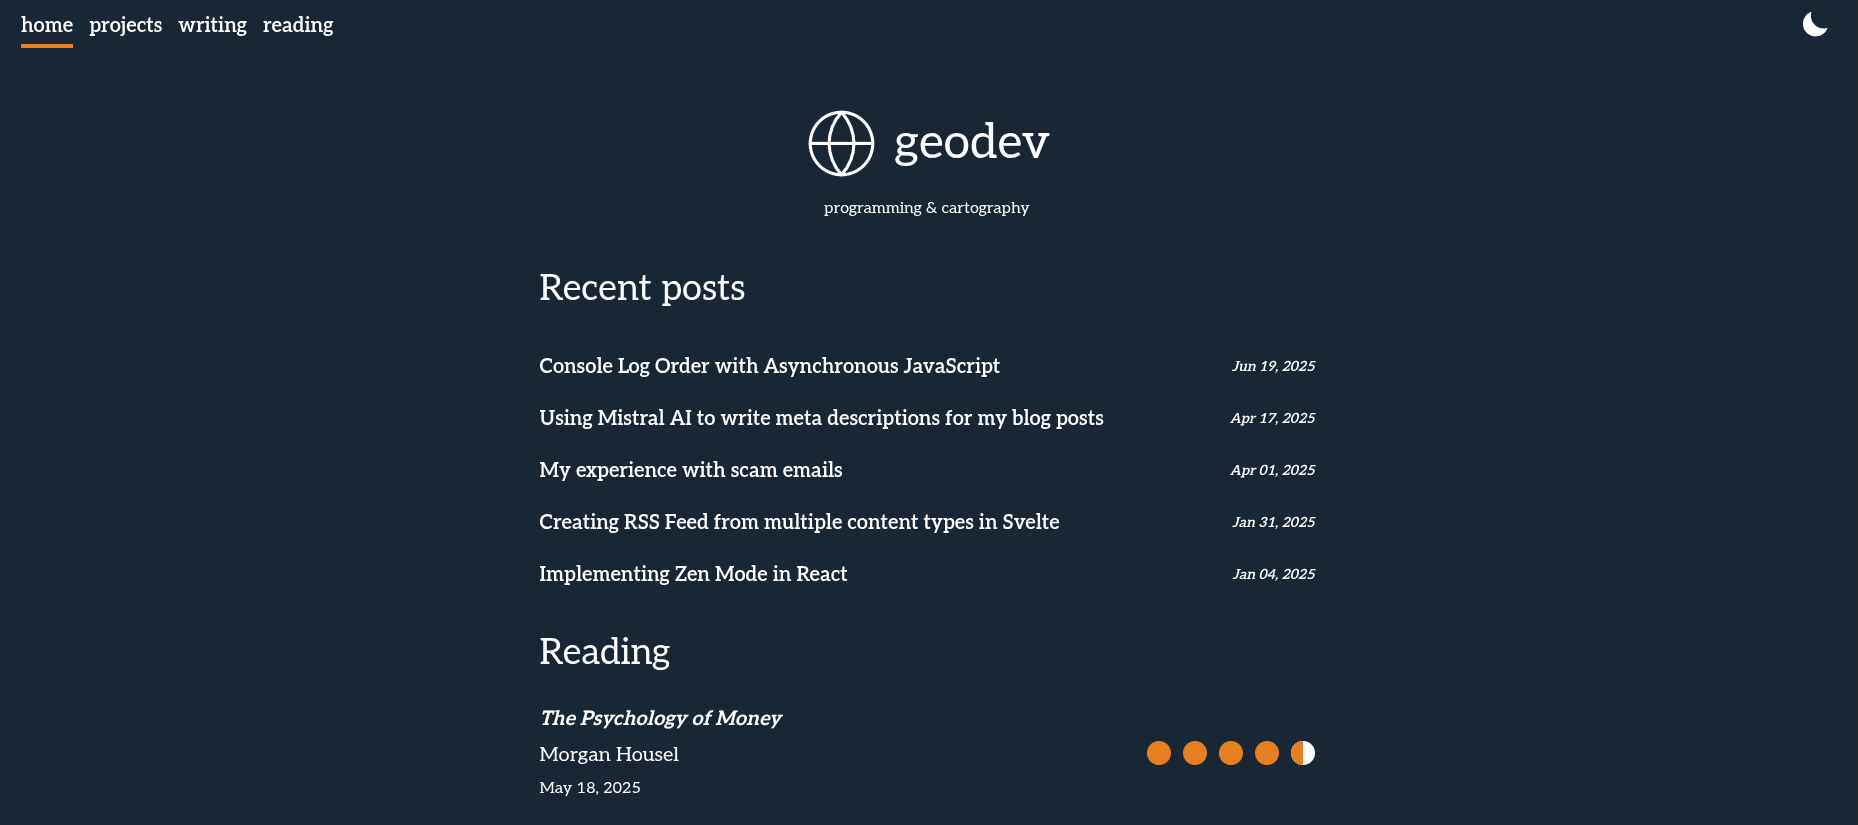 home projects writing reading
geodev
programming & cartography
Recent posts
Console Log Order with Asynchronous JavaScript Jun 19, 2025
Using Mistral AI to write meta descriptions for my blog posts Apr 17, 2025
My experience with scam emails Apr 01, 2025
Creating RSS Feed from multiple content types in Svelte Jan 31, 2025
Implementing Zen Mode in React Jan 04, 2025
Reading
The Psychology of Money
Morgan Housel
May 18, 2025